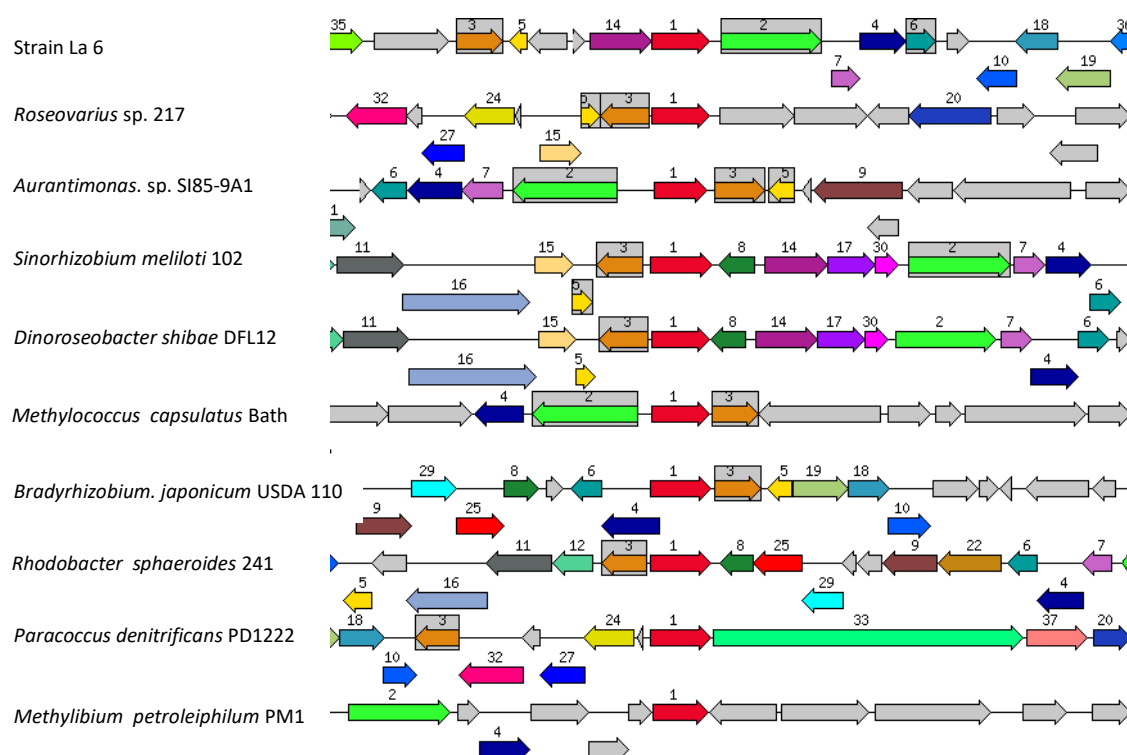 35 3 5 14 1 2 4 6 18 36
Strain La 6
7 10 19
32 24 5 3 1 20
Roseovarius sp. 217
27 15
6 4 7 2 1 3 5 9
Aurantimonas. sp. SI85-9A1
1
11 15 3 1 8 14 17 30 2 7 4
Sinorhizobium meliloti 102
16 5 6
11 15 3 1 8 14 17 30 2 7 6
Dinoroseobacter shibae DFL12
16 5 4
4 2 1 3
Methylococcus capsulatus Bath
29 8 6 1 3 5 19 18
Bradyrhizobium. japonicum USDA 110
9 25 4 10
11 12 3 1 8 25 9 22 6 7
Rhodobacter sphaeroides 241
5 16 29 4
18 3 24 1 33 37 20
Paracoccus denitrificans PD1222
10 32 27
2 1
Methylibium petroleiphilum PM1
4